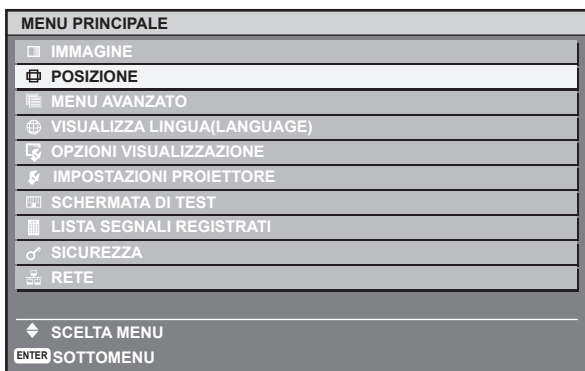 MENU PRINCIPALE
IMMAGINE
POSIZIONE
MENU AVANZATO
VISUALIZZA LINGUA(LANGUAGE)
OPZIONI VISUALIZZAZIONE
IMPOSTAZIONI PROIETTORE
SCHERMATA DI TEST
LISTA SEGNALI REGISTRATI
SICUREZZA
RETE
SCELTA MENU
ENTER SOTTOMENU